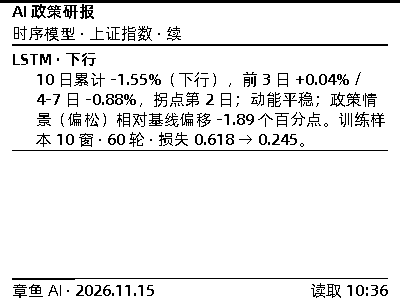 AI 政策研报
时序模型 · 上证指数 · 续
LSTM · 下行
10 日累计 -1.55%（下行），前 3 日 +0.04% /
4-7 日 -0.88%，拐点第 2 日；动能平稳；政策情
景（偏松）相对基线偏移 -1.89 个百分点。训练样
本 10 窗 · 60 轮 · 损失 0.618 → 0.245。
章鱼 AI · 2026.11.15
读取 10:36